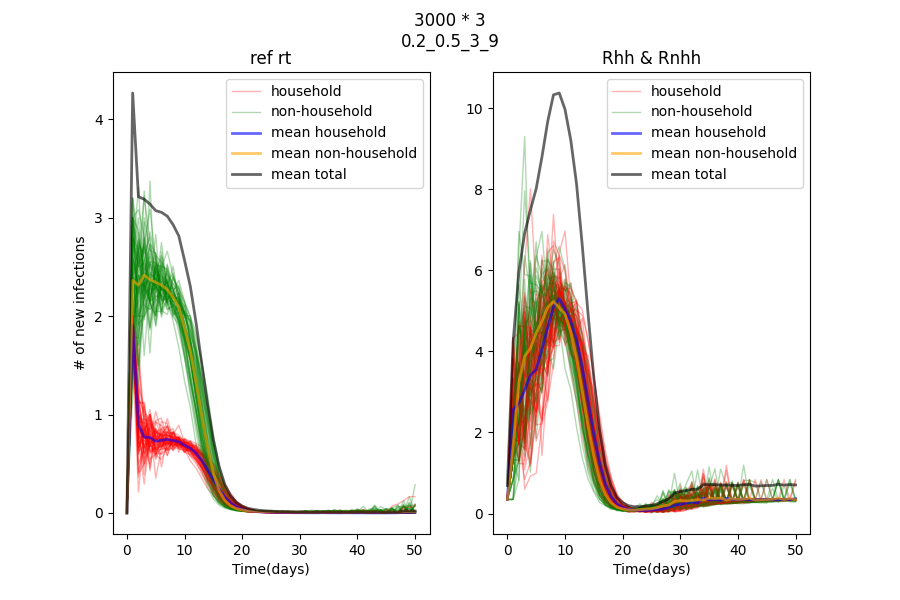 3000 * 3
0.2_0.5_3_9
ref rt
household
non-household
mean household
mean non-household
mean total
# of new infections
4
3
2
1
0
0 10 20 30 40 50
Time(days)
Rhh & Rnhh
household
non-household
mean household
mean non-household
mean total
10
8
6
4
2
0
0 10 20 30 40 50
Time(days)